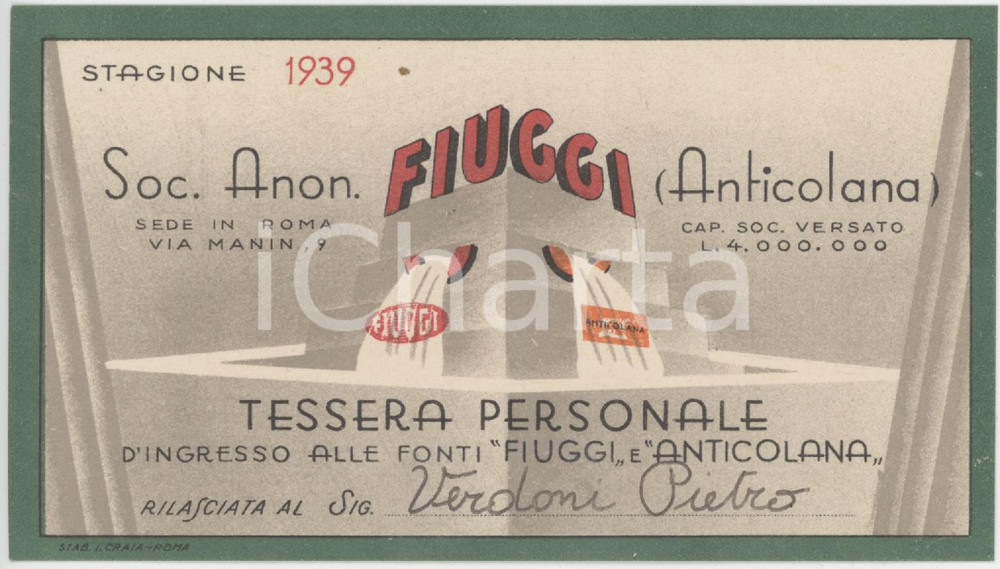 STAGIONE 1939
FIUGGI
Soc. Anon. (Anticolana)
SEDE IN ROMA
VIA MANIN, 9
CAP. SOC. VERSATO
L. 4.000.000
iCharta
FIUGGI
ANTICOLANA
TESSERA PERSONALE
D'INGRESSO ALLE FONTI "FIUGGI„ E "ANTICOLANA„
RILASCIATA AL SIG. Verdoni Pietro
STAB. I. CRAIA-ROMA